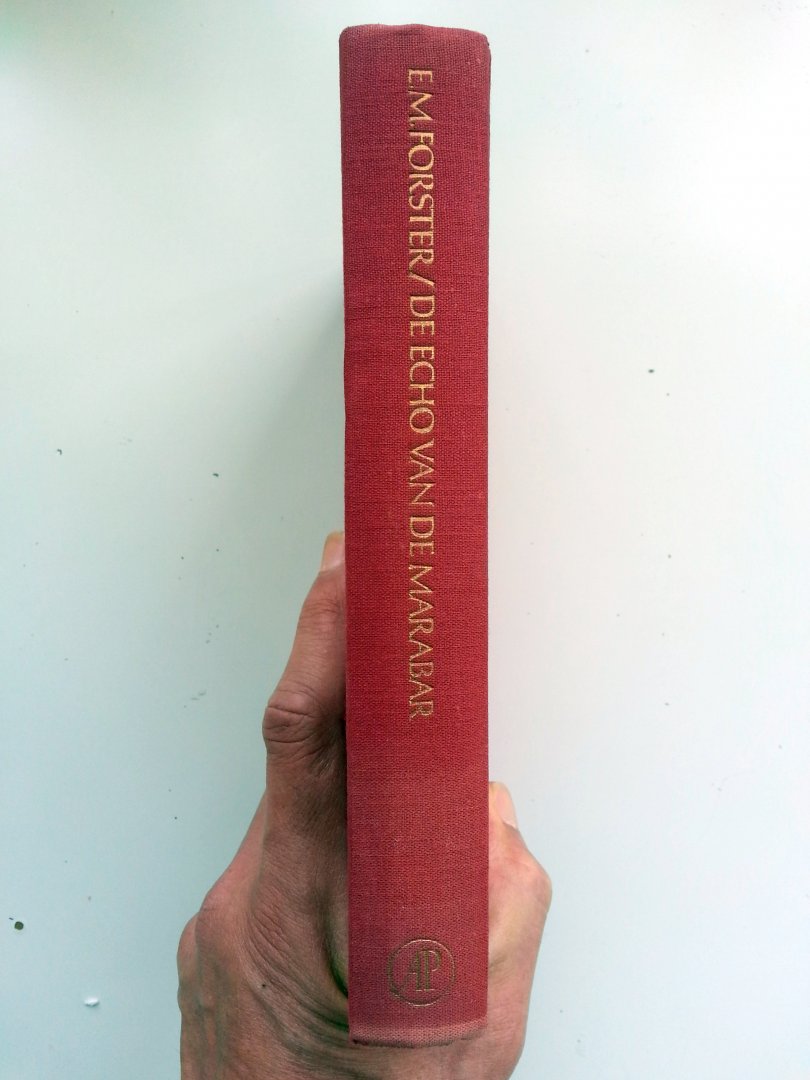 E.M. FORSTER / DE ECHO VAN DE MARABAR
AP